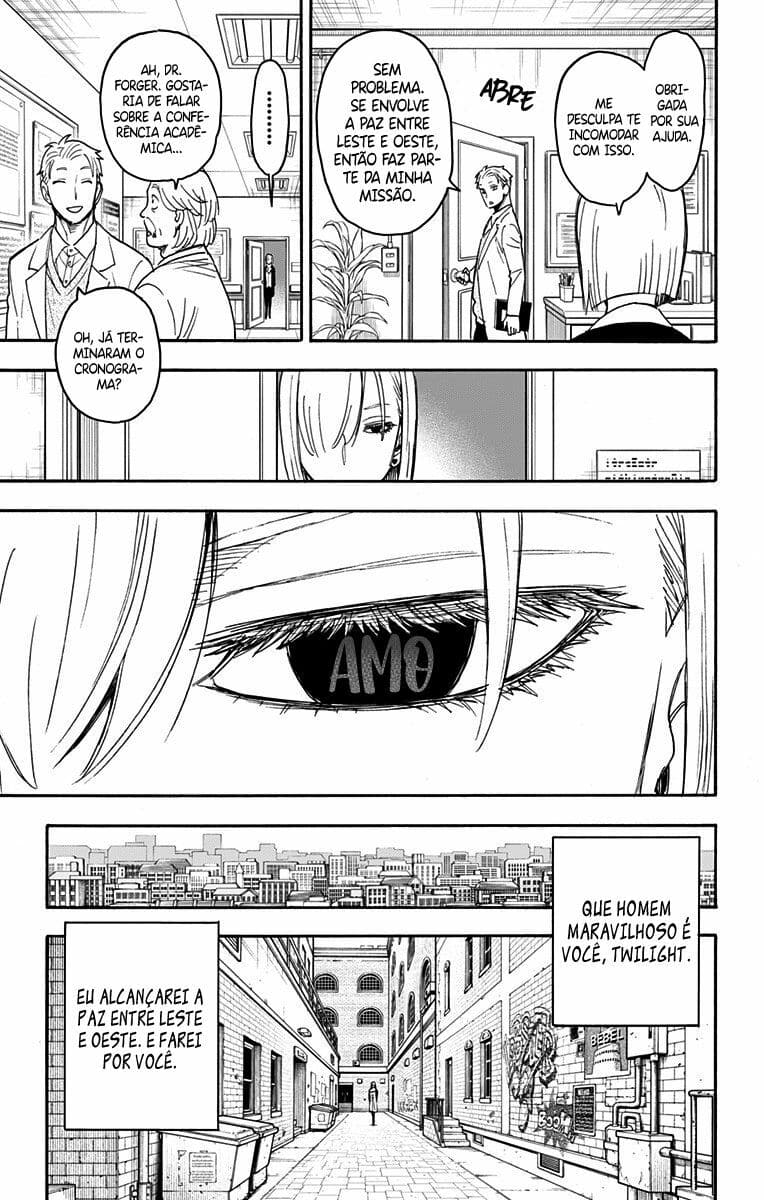 OBRI-
GADA
POR SUA
AJUDA.
ME
DESCULPA TE
INCOMODAR
COM ISSO.
ABRE
SEM
PROBLEMA.
SE ENVOLVE
A PAZ ENTRE
LESTE E OESTE,
ENTÃO FAZ PAR-
TE DA MINHA
MISSÃO.
AH, DR.
FORGER. GOSTA-
RIA DE FALAR
SOBRE A CONFE-
RÊNCIA ACADÊ-
MICA...
OH, JÁ TER-
MINARAM O
CRONOGRA-
MA?
AMO
QUE HOMEM
MARAVILHOSO É
VOCÊ, TWILIGHT.
EU ALCANÇAREI A
PAZ ENTRE LESTE
E OESTE. E FAREI
POR VOCÊ.
BEBEL
BOOM